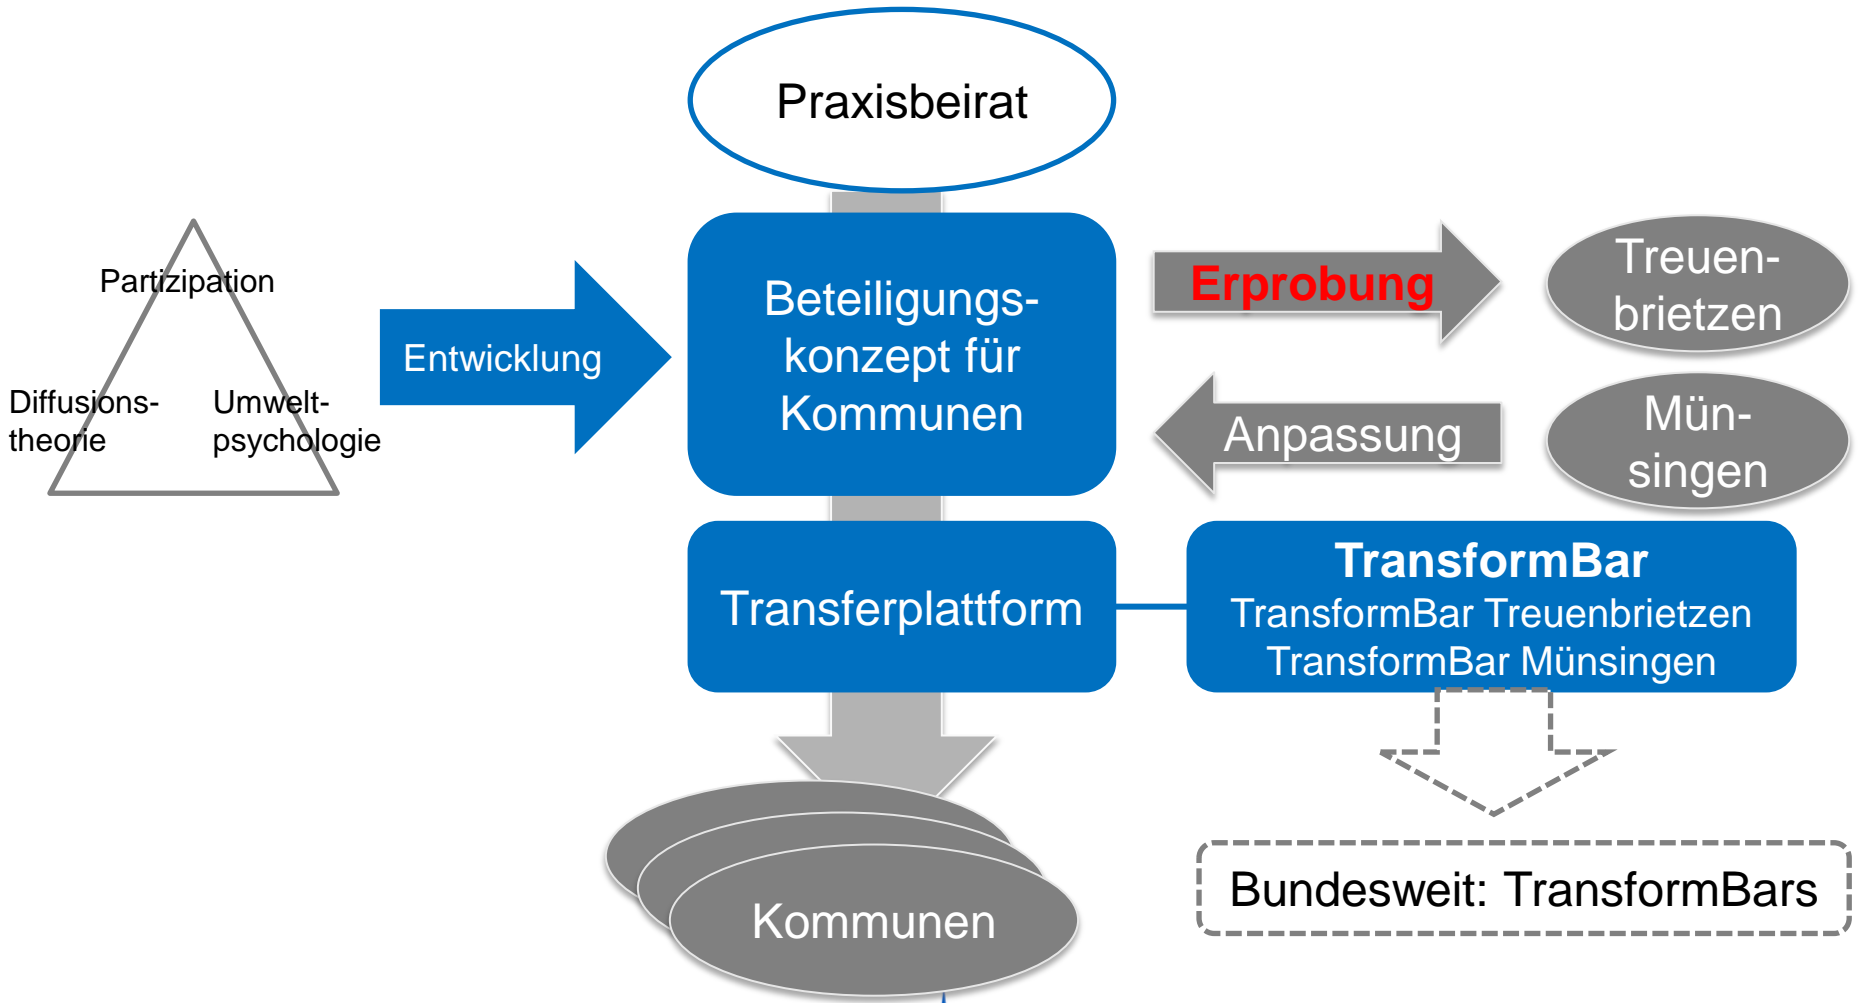 Praxisbeirat
Partizipation
Diffusions-
theorie
Umwelt-
psychologie
Entwicklung
Beteiligungs-
konzept für
Kommunen
Erprobung
Treuen-
brietzen
Anpassung
Mün-
singen
Transferplattform
TransformBar
TransformBar Treuenbrietzen
TransformBar Münsingen
Kommunen
Bundesweit: TransformBars